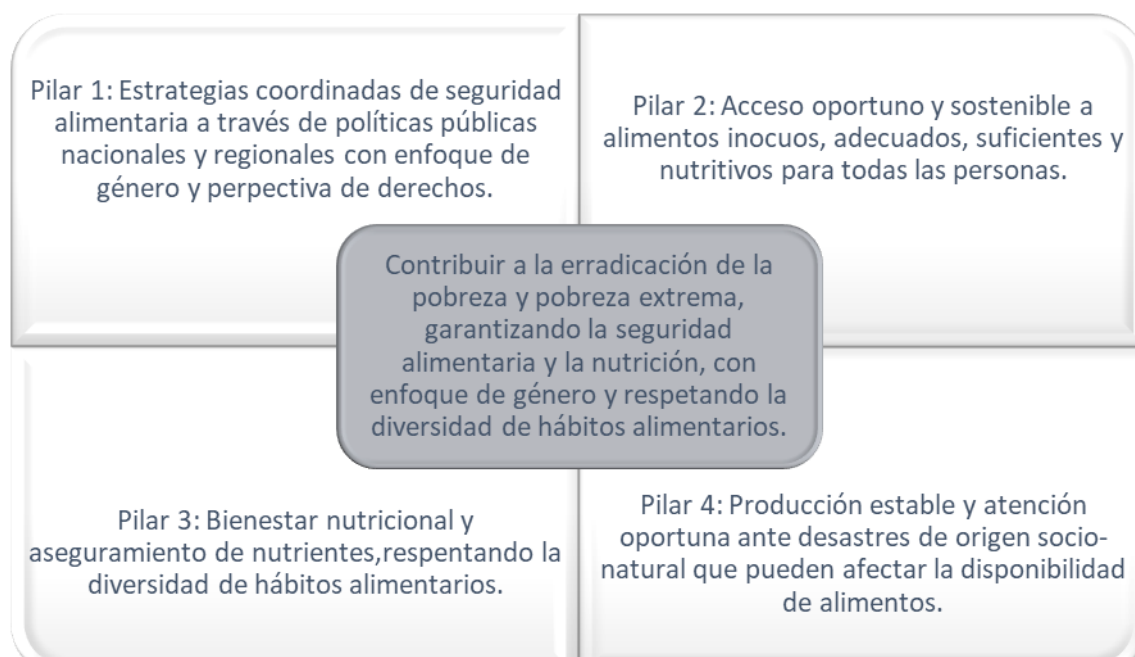 Pilar 1: Estrategias coordinadas de seguridad
alimentaria a través de políticas públicas
nacionales y regionales con enfoque de
género y perpectiva de derechos.
Pilar 2: Acceso oportuno y sostenible a
alimentos inocuos, adecuados, suficientes y
nutritivos para todas las personas.
Contribuir a la erradicación de la
pobreza y pobreza extrema,
garantizando la seguridad
alimentaria y la nutrición, con
enfoque de género y respetando la
diversidad de hábitos alimentarios.
Pilar 3: Bienestar nutricional y
aseguramiento de nutrientes,respentando la
diversidad de hábitos alimentarios.
Pilar 4: Producción estable y atención
oportuna ante desastres de origen socio-
natural que pueden afectar la disponibilidad
de alimentos.